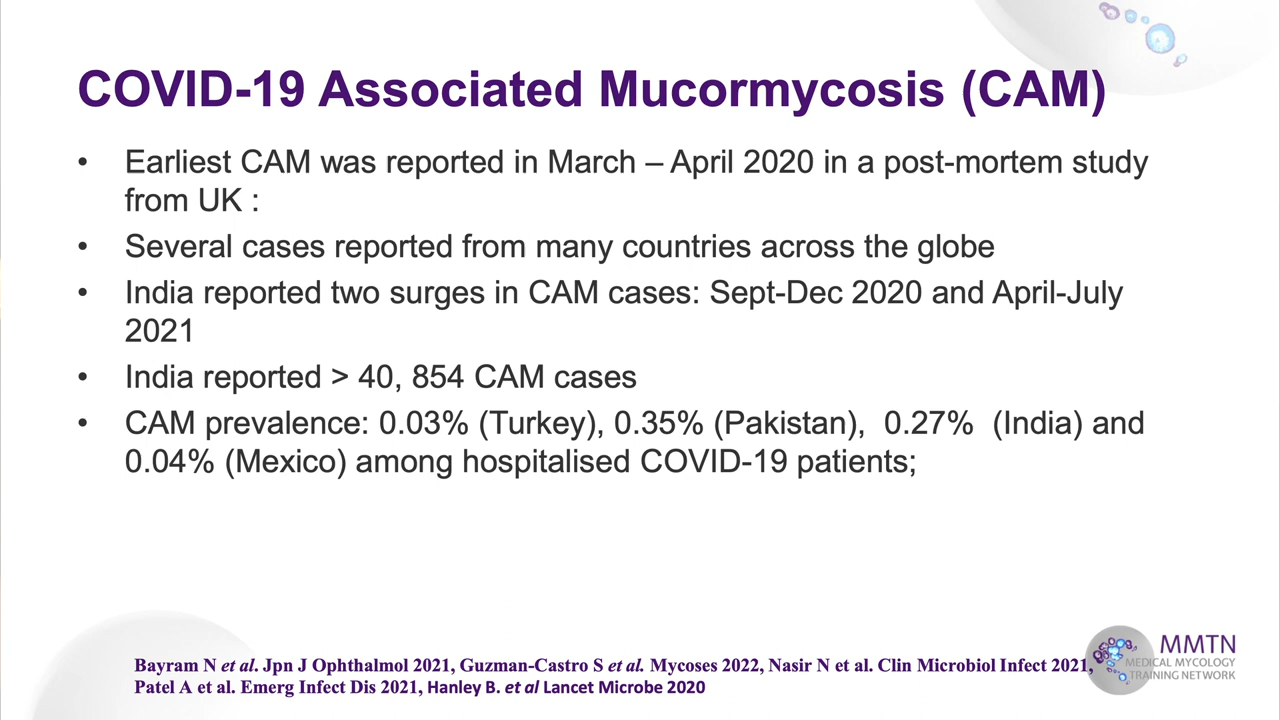 COVID-19 Associated Mucormycosis (CAM)
• Earliest CAM was reported in March – April 2020 in a post-mortem study
from UK :
• Several cases reported from many countries across the globe
• India reported two surges in CAM cases: Sept-Dec 2020 and April-July
2021
• India reported > 40, 854 CAM cases
• CAM prevalence: 0.03% (Turkey), 0.35% (Pakistan), 0.27% (India) and
0.04% (Mexico) among hospitalised COVID-19 patients;
Bayram N et al. Jpn J Ophthalmol 2021, Guzman-Castro S et al. Mycoses 2022, Nasir N et al. Clin Microbiol Infect 2021,
Patel A et al. Emerg Infect Dis 2021, Hanley B. et al Lancet Microbe 2020
MMTN
MEDICAL MYCOLOGY
TRAINING NETWORK